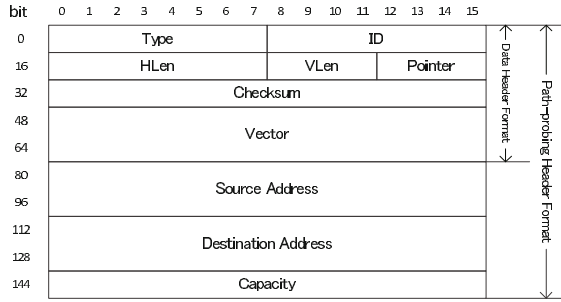 bit 0 1 2 3 4 5 6 7 8 9 10 11 12 13 14 15
0 Type ID
16 HLen VLen Pointer
32 Checksum
48
Vector
64
80
Source Address
96
112
Destination Address
128
144 Capacity
Data Header Format
Path-probing Header Format